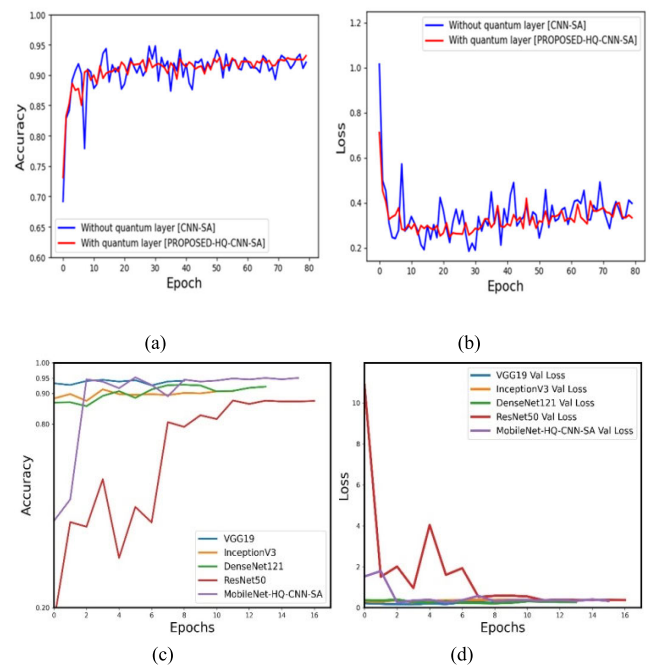 1.00
0.95
0.90
0.85
0.80
0.75
0.70
0.65
0.60
Accuracy
Without quantum layer [CNN-SA]
With quantum layer [PROPOSED-HQ-CNN-SA]
0 10 20 30 40 50 60 70 80
Epoch
(a)
1.2
1.0
0.8
0.6
0.4
0.2
Loss
Without quantum layer [CNN-SA]
With quantum layer [PROPOSED-HQ-CNN-SA]
0 10 20 30 40 50 60 70 80
Epoch
(b)
1.00
0.95
0.90
0.80
0.20
Accuracy
VGG19
InceptionV3
DenseNet121
ResNet50
MobileNet-HQ-CNN-SA
0 2 4 6 8 10 12 14 16
Epochs
(c)
10
8
6
4
2
0
Loss
VGG19 Val Loss
InceptionV3 Val Loss
DenseNet121 Val Loss
ResNet50 Val Loss
MobileNet-HQ-CNN-SA Val Loss
0 2 4 6 8 10 12 14 16
Epochs
(d)